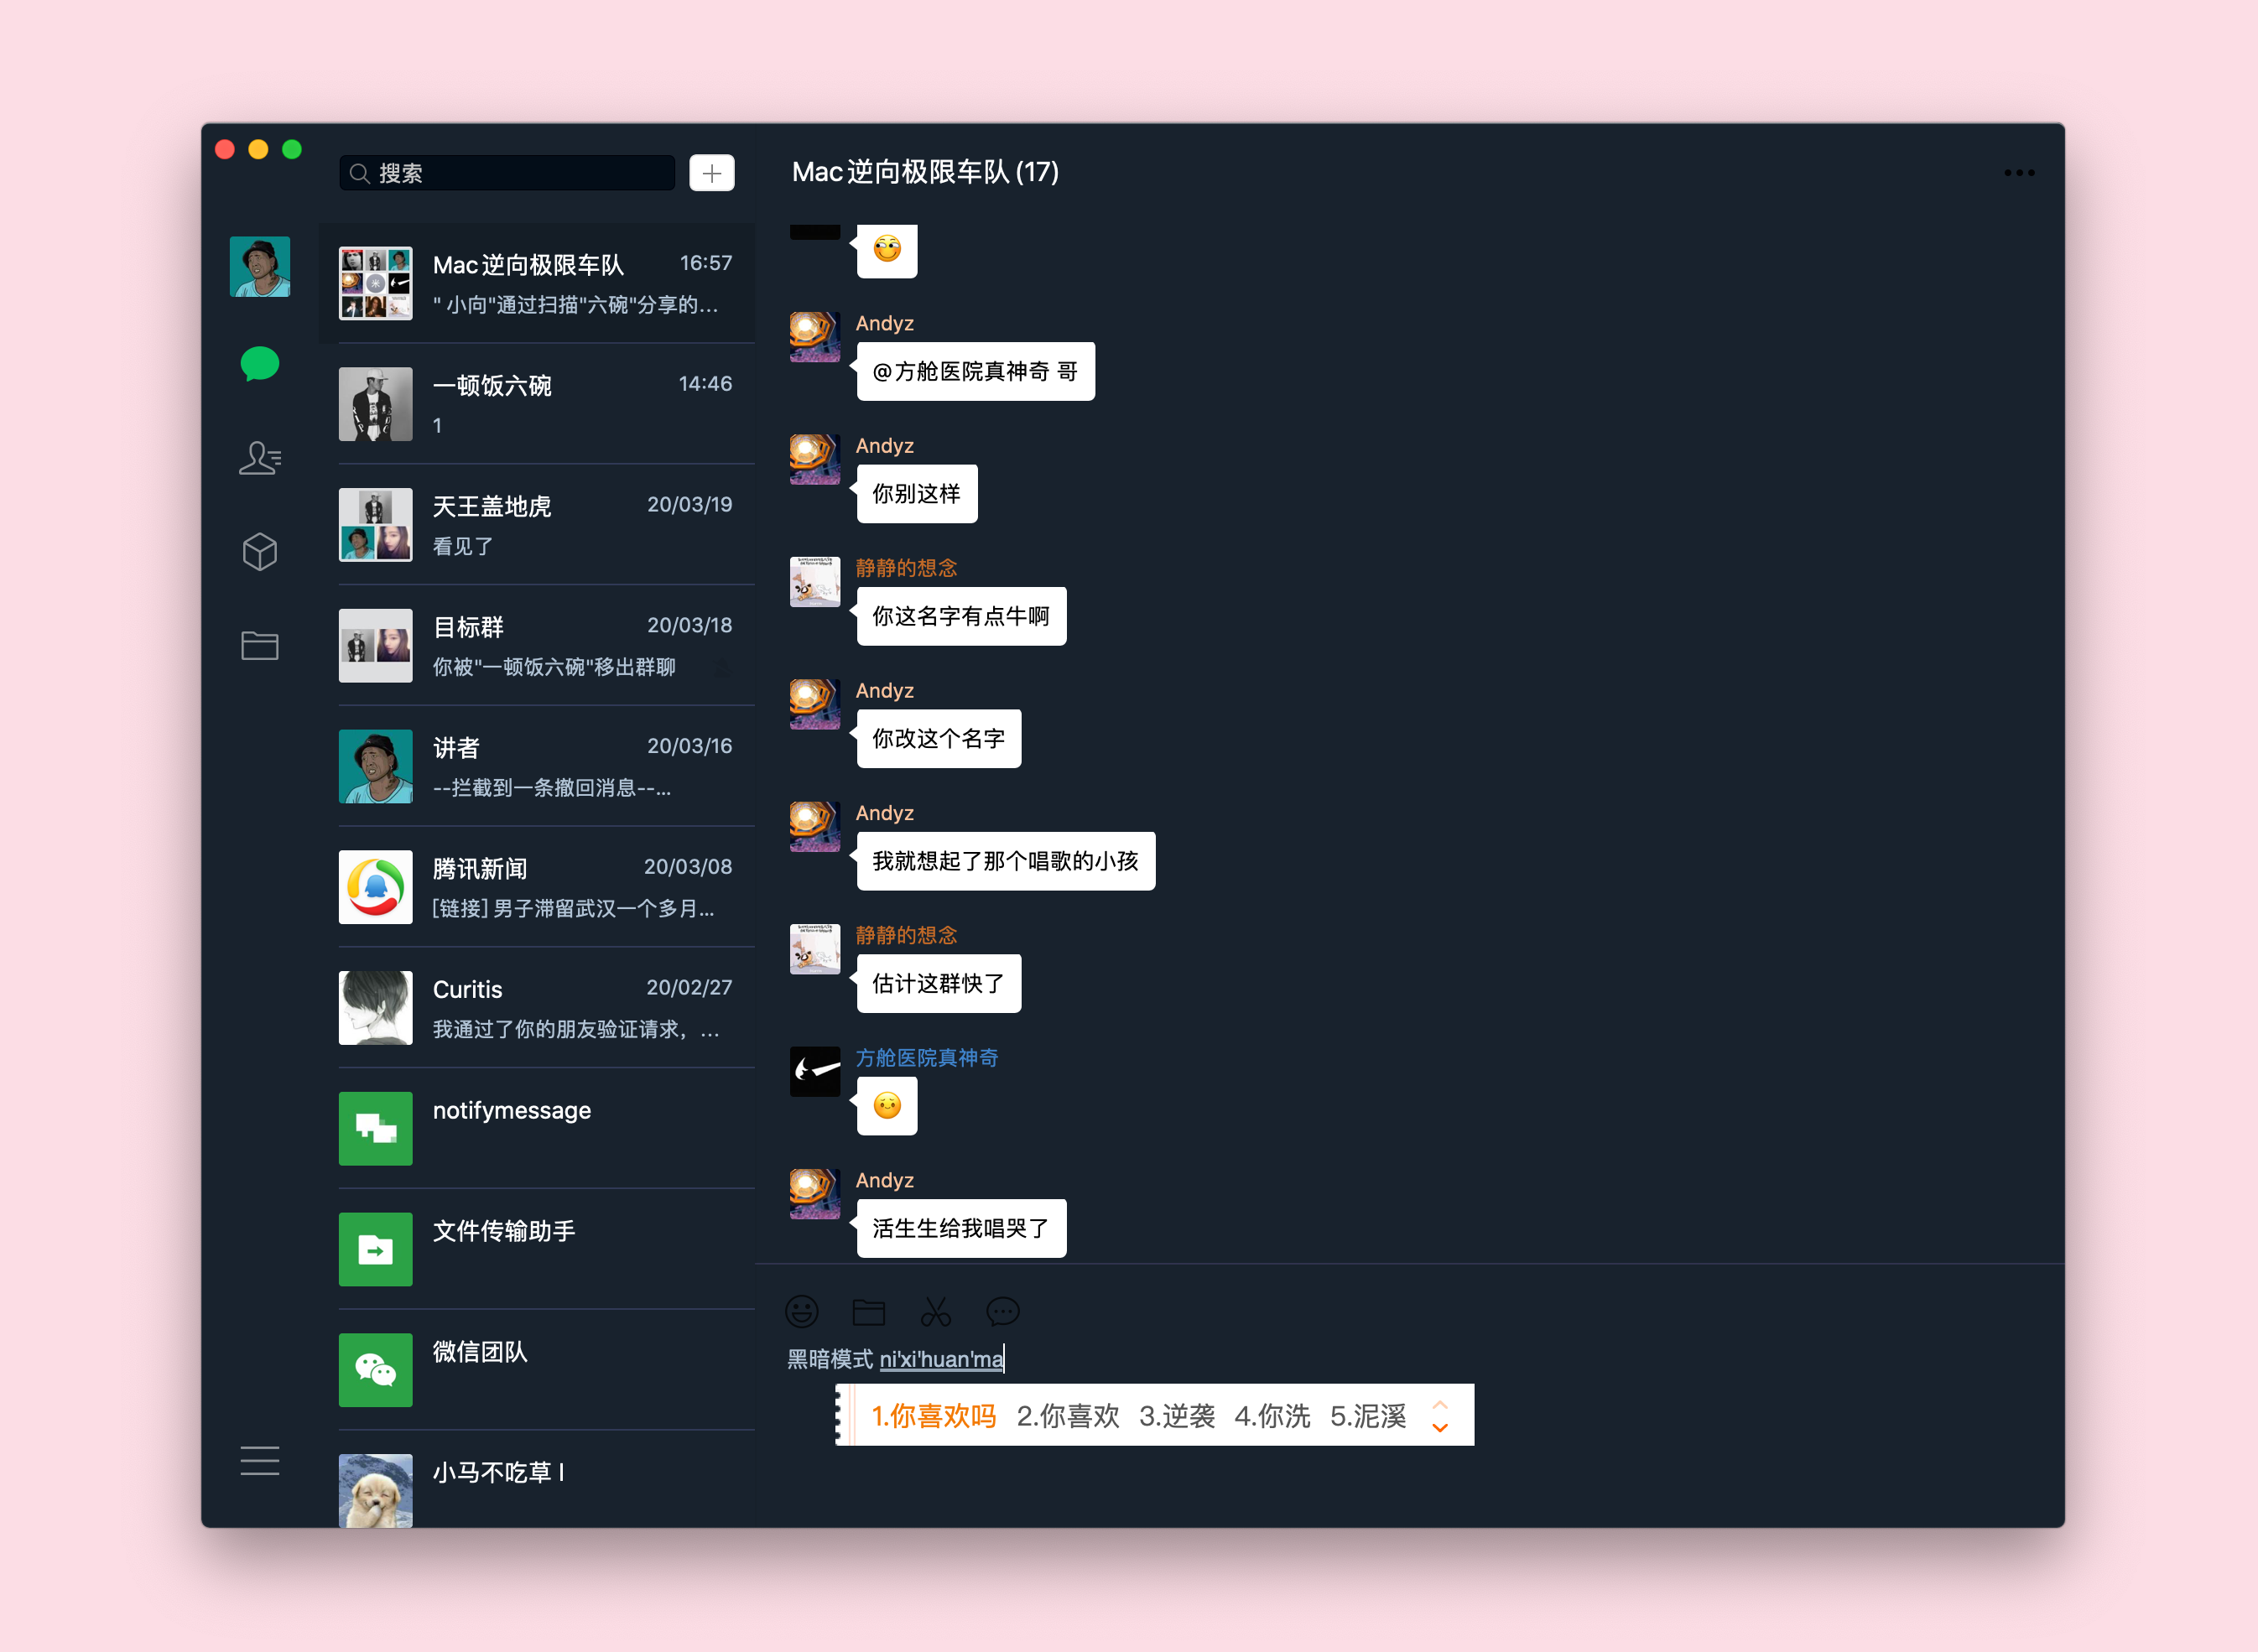 搜索
Mac逆向极限车队
16:57
" 小向"通过扫描"六碗"分享的...
一顿饭六碗
14:46
1
天王盖地虎
20/03/19
看见了
目标群
20/03/18
你被"一顿饭六碗"移出群聊
讲者
20/03/16
--拦截到一条撤回消息--...
腾讯新闻
20/03/08
[链接] 男子滞留武汉一个多月...
Curitis
20/02/27
我通过了你的朋友验证请求，...
notifymessage
文件传输助手
微信团队
小马不吃草 I
Mac逆向极限车队 (17)
Andyz
@方舱医院真神奇 哥
Andyz
你别这样
静静的想念
你这名字有点牛啊
Andyz
你改这个名字
Andyz
我就想起了那个唱歌的小孩
静静的想念
估计这群快了
方舱医院真神奇
Andyz
活生生给我唱哭了
黑暗模式 ni'xi'huan'ma
1.你喜欢吗 2.你喜欢 3.逆袭 4.你洗 5.泥溪